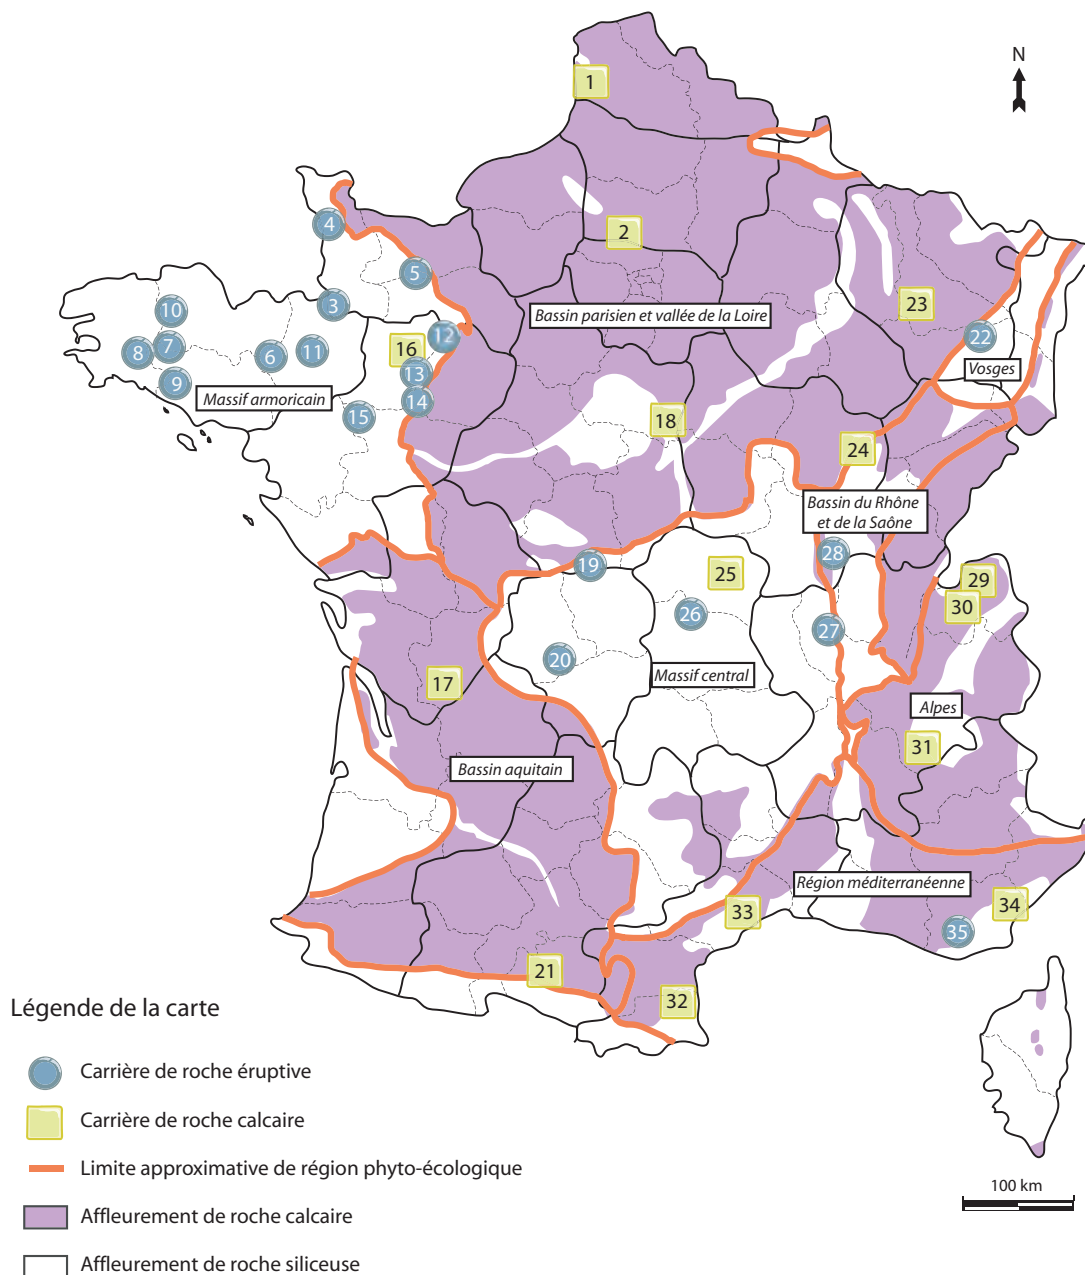 N
1
2
4
5
3
10
12
16
8
7
6
11
13
9
14
15
Massif armoricain
Bassin parisien et vallée de la Loire
23
22
Vosges
18
24
Bassin du Rhône
et de la Saône
28
19
25
29
30
26
27
20
Massif central
17
Alpes
31
Bassin aquitain
Région méditerranéenne
33
34
35
21
32
Légende de la carte
Carrière de roche éruptive
Carrière de roche calcaire
Limite approximative de région phyto-écologique
Affleurement de roche calcaire
Affleurement de roche siliceuse
100 km